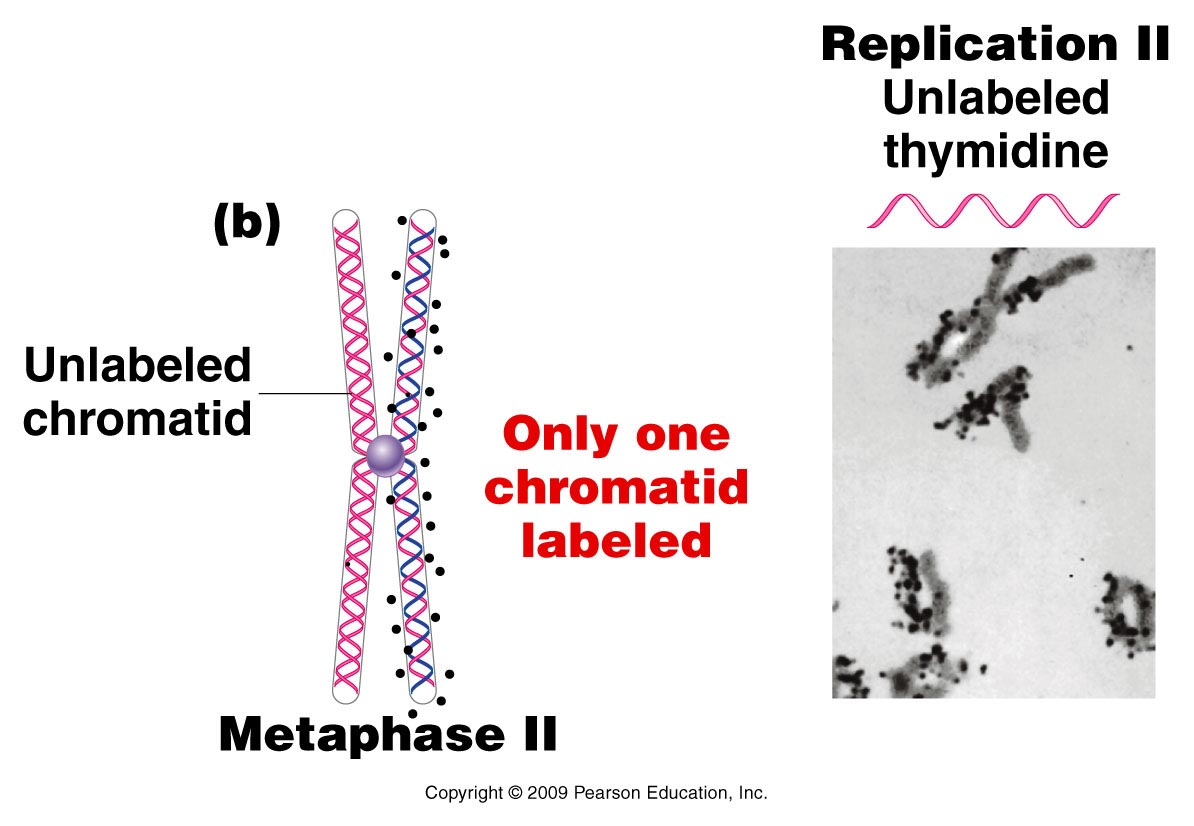 Replication II
Unlabeled
thymidine
(b)
Unlabeled
chromatid
Only one
chromatid
labeled
Metaphase II
Copyright © 2009 Pearson Education, Inc.